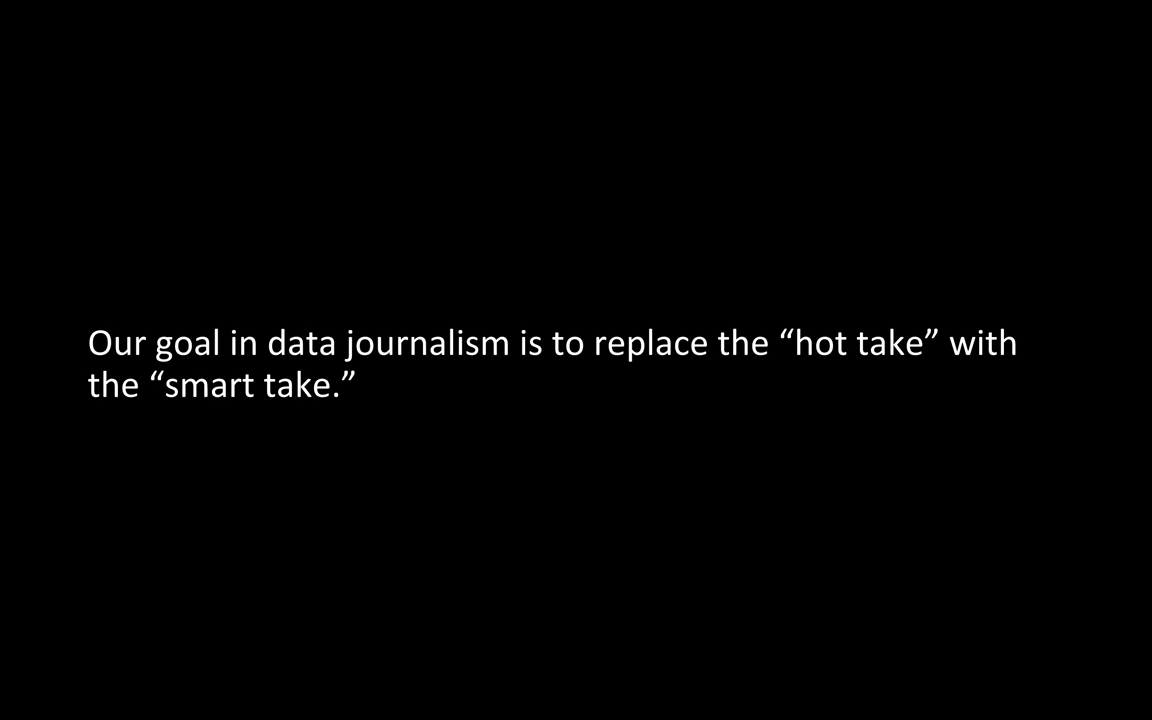 Our goal in data journalism is to replace the “hot take” with
the “smart take.”